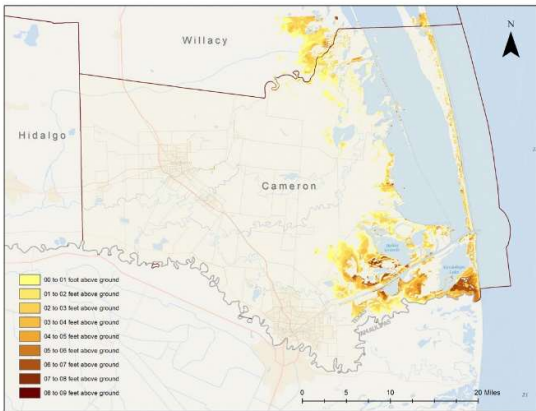 N
Willacy
Hidalgo
Cameron
TAMAULIPAS
00 to 01 feet above ground
01 to 02 feet above ground
02 to 03 feet above ground
03 to 04 feet above ground
04 to 05 feet above ground
05 to 06 feet above ground
06 to 07 feet above ground
07 to 08 feet above ground
08 to 09 feet above ground
0 5 10 20 Miles